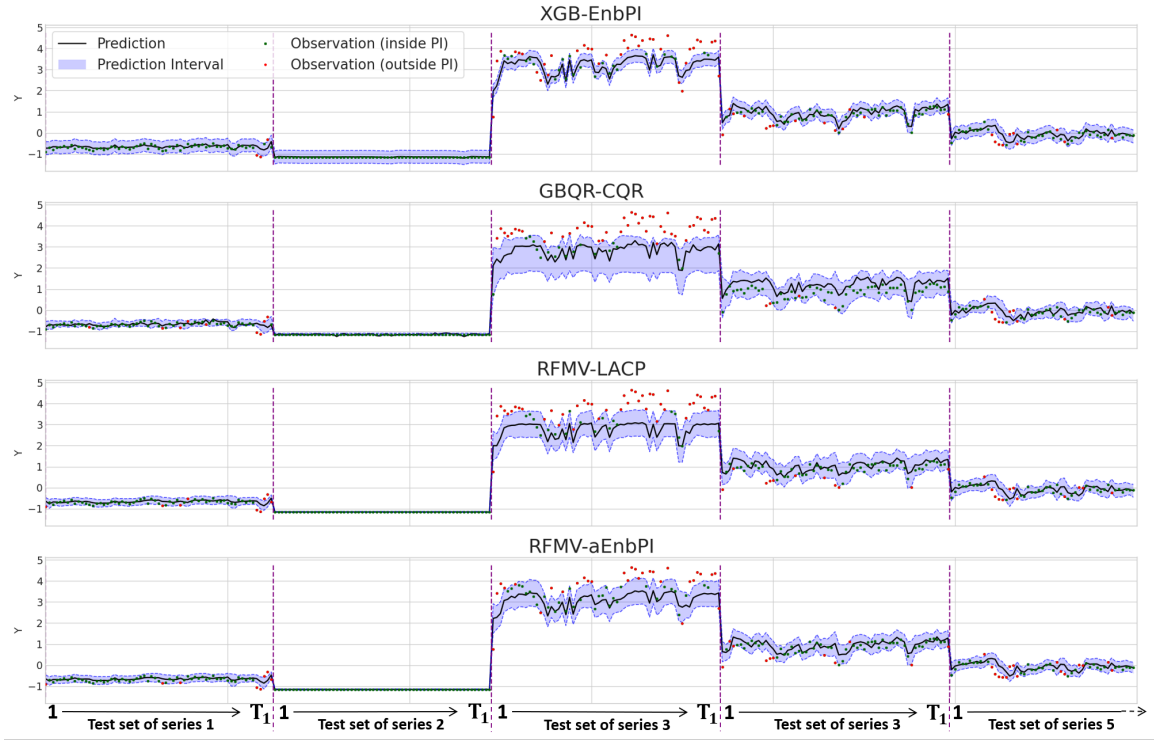 XGB-EnbPI
Prediction
Observation (inside PI)
Prediction Interval
Observation (outside PI)
5
4
3
2
1
0
−1
Y
GBQR-CQR
5
4
3
2
1
0
−1
Y
RFMV-LACP
5
4
3
2
1
0
−1
Y
RFMV-aEnbPI
5
4
3
2
1
0
−1
Y
1 T₁ 1 T₁ 1 T₁ 1 T₁ 1
Test set of series 1 Test set of series 2 Test set of series 3 Test set of series 3 Test set of series 5